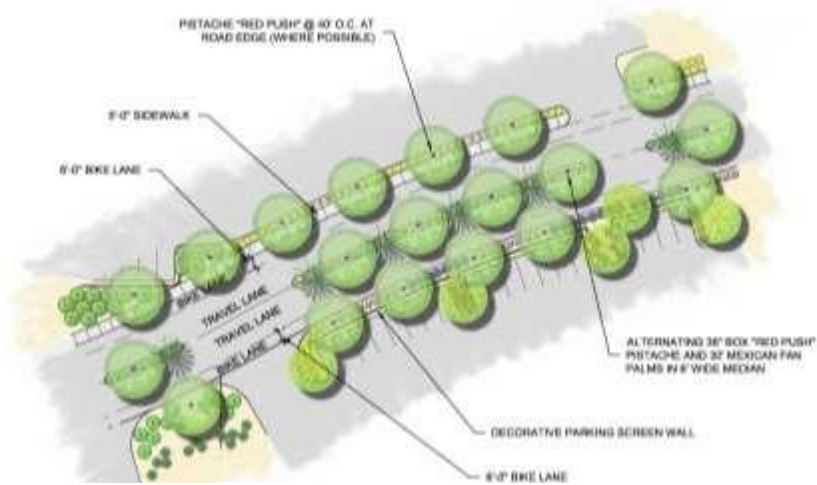 PISTACHE "RED PUSH" @ 40' O.C. AT
ROAD EDGE (WHERE POSSIBLE)
5'-0" SIDEWALK
6'-0" BIKE LANE
BIKE LANE
TRAVEL LANE
TRAVEL LANE
BIKE LANE
ALTERNATING 36" BOX "RED PUSH"
PISTACHE AND 30' MEXICAN FAN
PALMS IN 6' WIDE MEDIAN
DECORATIVE PARKING SCREEN WALL
6'-0" BIKE LANE